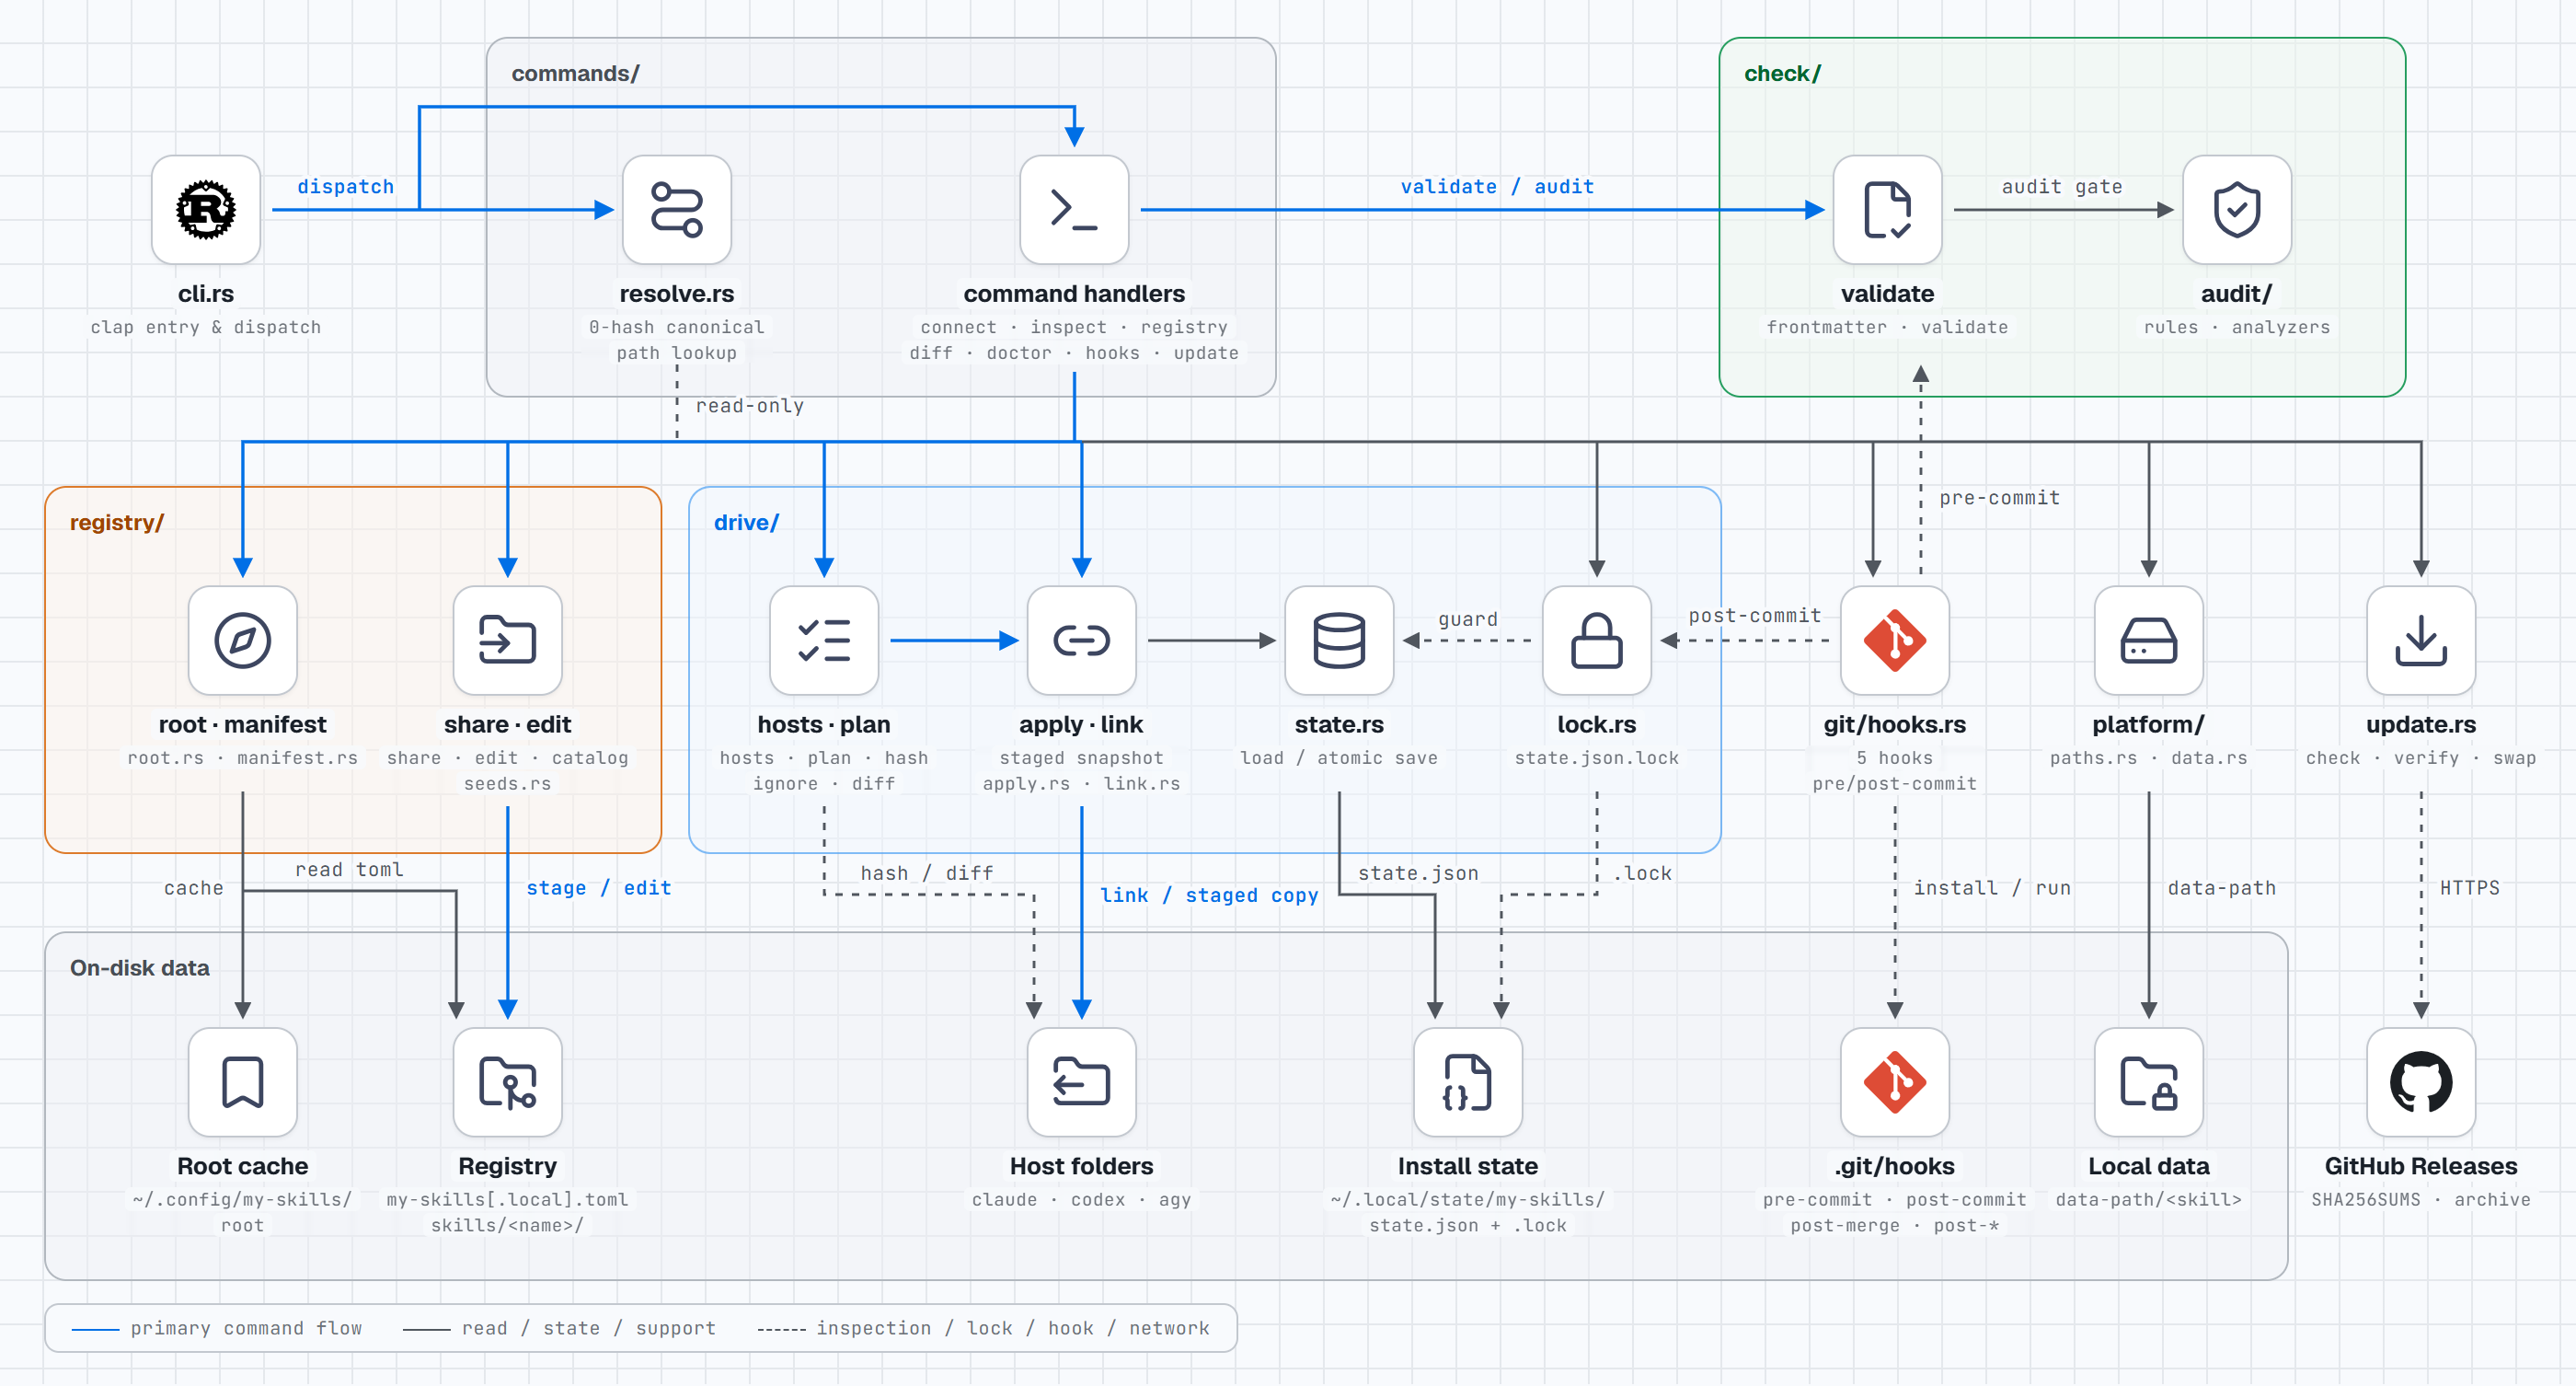 commands/
check/
dispatch
validate / audit
audit gate
cli.rs
clap entry & dispatch
resolve.rs
0-hash canonical
path lookup
command handlers
connect · inspect · registry
diff · doctor · hooks · update
validate
frontmatter · validate
audit/
rules · analyzers
read-only
pre-commit
registry/
drive/
guard
post-commit
root · manifest
root.rs · manifest.rs
share · edit
share · edit · catalog
seeds.rs
hosts · plan
hosts · plan · hash
ignore · diff
apply · link
staged snapshot
apply.rs · link.rs
state.rs
load / atomic save
lock.rs
state.json.lock
git/hooks.rs
5 hooks
pre/post-commit
platform/
paths.rs · data.rs
update.rs
check · verify · swap
cache
read toml
stage / edit
hash / diff
link / staged copy
state.json
.lock
install / run
data-path
HTTPS
On-disk data
Root cache
~/.config/my-skills/
root
Registry
my-skills[.local].toml
skills/<name>/
Host folders
claude · codex · agy
Install state
~/.local/state/my-skills/
state.json + .lock
.git/hooks
pre-commit · post-commit
post-merge · post-*
Local data
data-path/<skill>
GitHub Releases
SHA256SUMS · archive
primary command flow
read / state / support
inspection / lock / hook / network